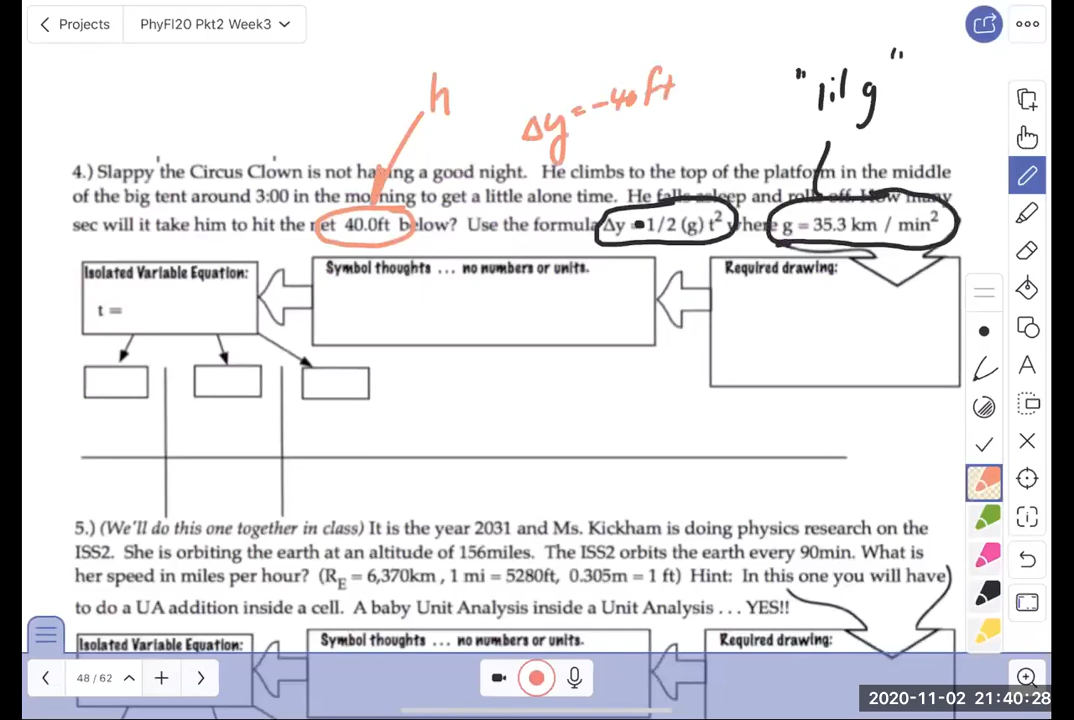 Projects
PhyFl20 Pkt2 Week3
h
Δy = -40ft
"lil g"
4.) Slappy the Circus Clown is not having a good night. He climbs to the top of the platform in the middle
of the big tent around 3:00 in the morning to get a little alone time. He falls asleep and rolls off. How many
sec will it take him to hit the net 40.0ft below? Use the formula Δy = 1/2 (g) t² where g = 35.3 km / min²
Isolated Variable Equation:
Symbol thoughts ... no numbers or units.
Required drawing:
t =
5.) (We'll do this one together in class) It is the year 2031 and Ms. Kickham is doing physics research on the
ISS2. She is orbiting the earth at an altitude of 156miles. The ISS2 orbits the earth every 90min. What is
her speed in miles per hour? (R_E = 6,370km , 1 mi = 5280ft, 0.305m = 1 ft) Hint: In this one you will have
to do a UA addition inside a cell. A baby Unit Analysis inside a Unit Analysis . . . YES!!
Isolated Variable Equation:
Symbol thoughts ... no numbers or units.
Required drawing:
48 / 62
2020-11-02 21:40:28